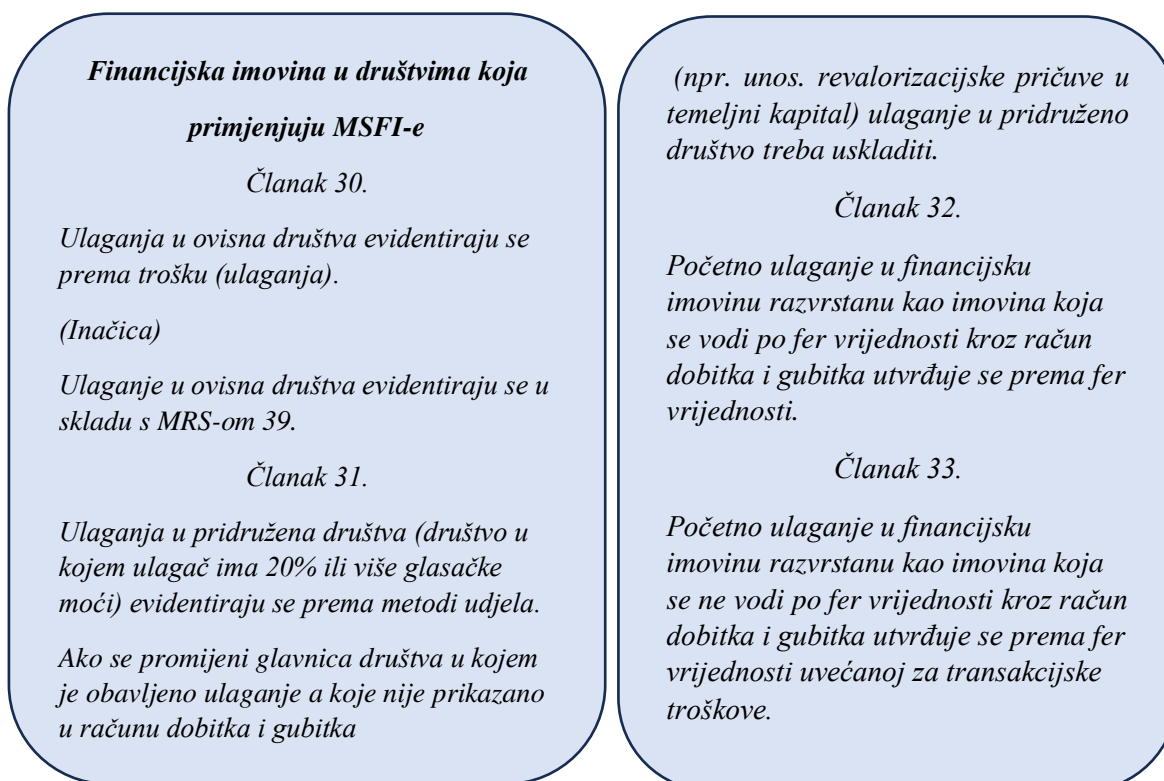 Financijska imovina u društvima koja
primjenjuju MSFI-e
Članak 30.
Ulaganja u ovisna društva evidentiraju se
prema trošku (ulaganja).
(Inačica)
Ulaganje u ovisna društva evidentiraju se u
skladu s MRS-om 39.
Članak 31.
Ulaganja u pridružena društva (društvo u
kojem ulagač ima 20% ili više glasačke
moći) evidentiraju se prema metodi udjela.
Ako se promijeni glavnica društva u kojem
je obavljeno ulaganje a koje nije prikazano
u računu dobitka i gubitka
(npr. unos. revalorizacijske pričuve u
temeljni kapital) ulaganje u pridruženo
društvo treba uskladiti.
Članak 32.
Početno ulaganje u financijsku
imovinu razvrstanu kao imovina koja
se vodi po fer vrijednosti kroz račun
dobitka i gubitka utvrđuje se prema fer
vrijednosti.
Članak 33.
Početno ulaganje u financijsku
imovinu razvrstanu kao imovina koja
se ne vodi po fer vrijednosti kroz račun
dobitka i gubitka utvrđuje se prema fer
vrijednosti uvećanoj za transakcijske
troškove.